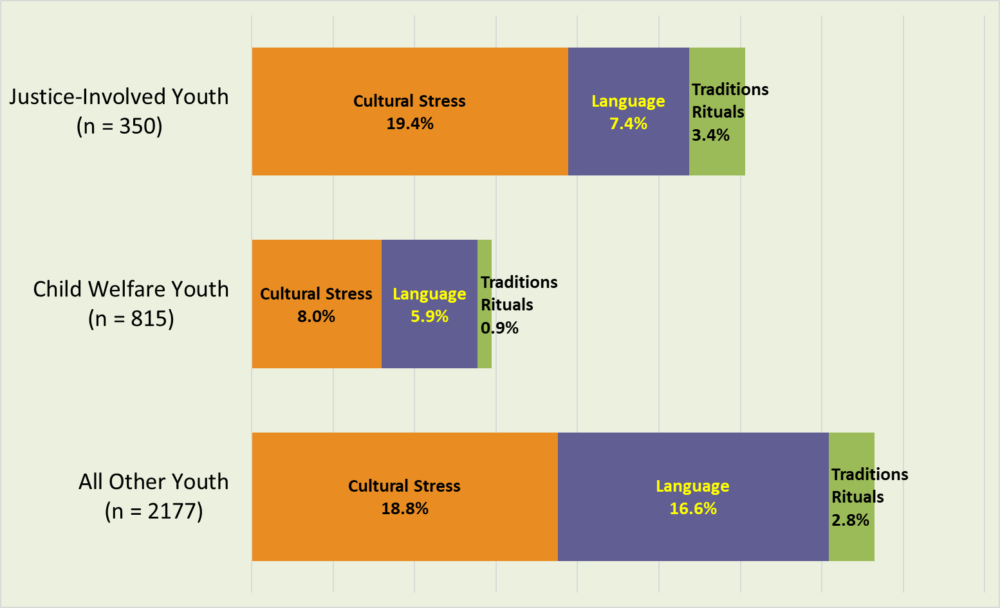 Justice-Involved Youth
(n = 350)
Cultural Stress
19.4%
Language
7.4%
Traditions
Rituals
3.4%
Child Welfare Youth
(n = 815)
Cultural Stress
8.0%
Language
5.9%
Traditions
Rituals
0.9%
All Other Youth
(n = 2177)
Cultural Stress
18.8%
Language
16.6%
Traditions
Rituals
2.8%